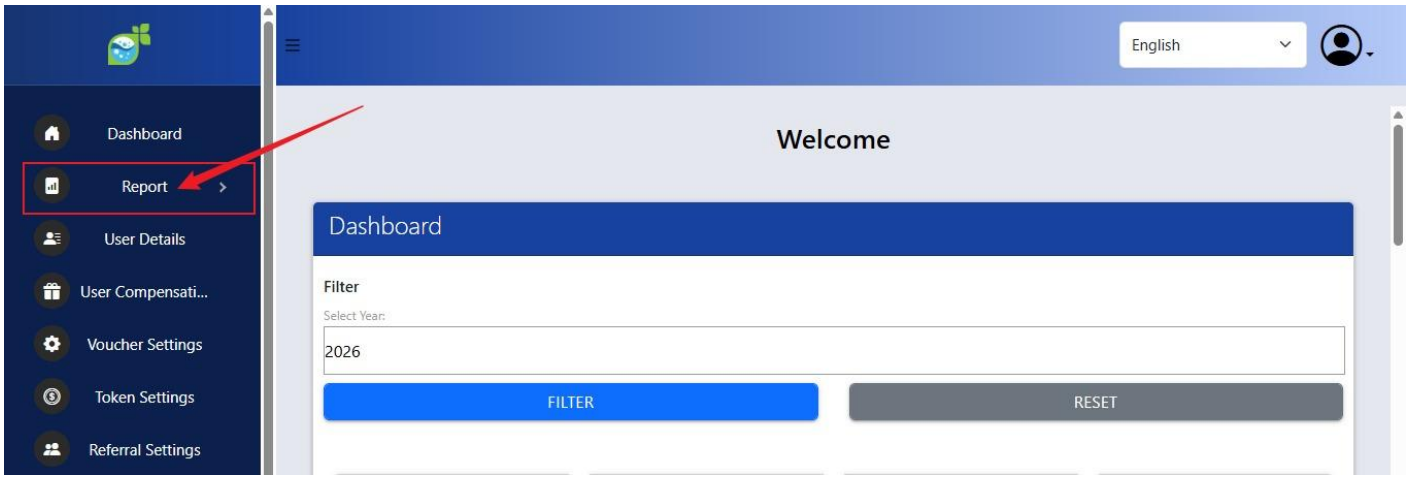 English
Dashboard
Report
User Details
User Compensati...
Voucher Settings
Token Settings
Referral Settings
Welcome
Dashboard
Filter
Select Year:
2026
FILTER
RESET